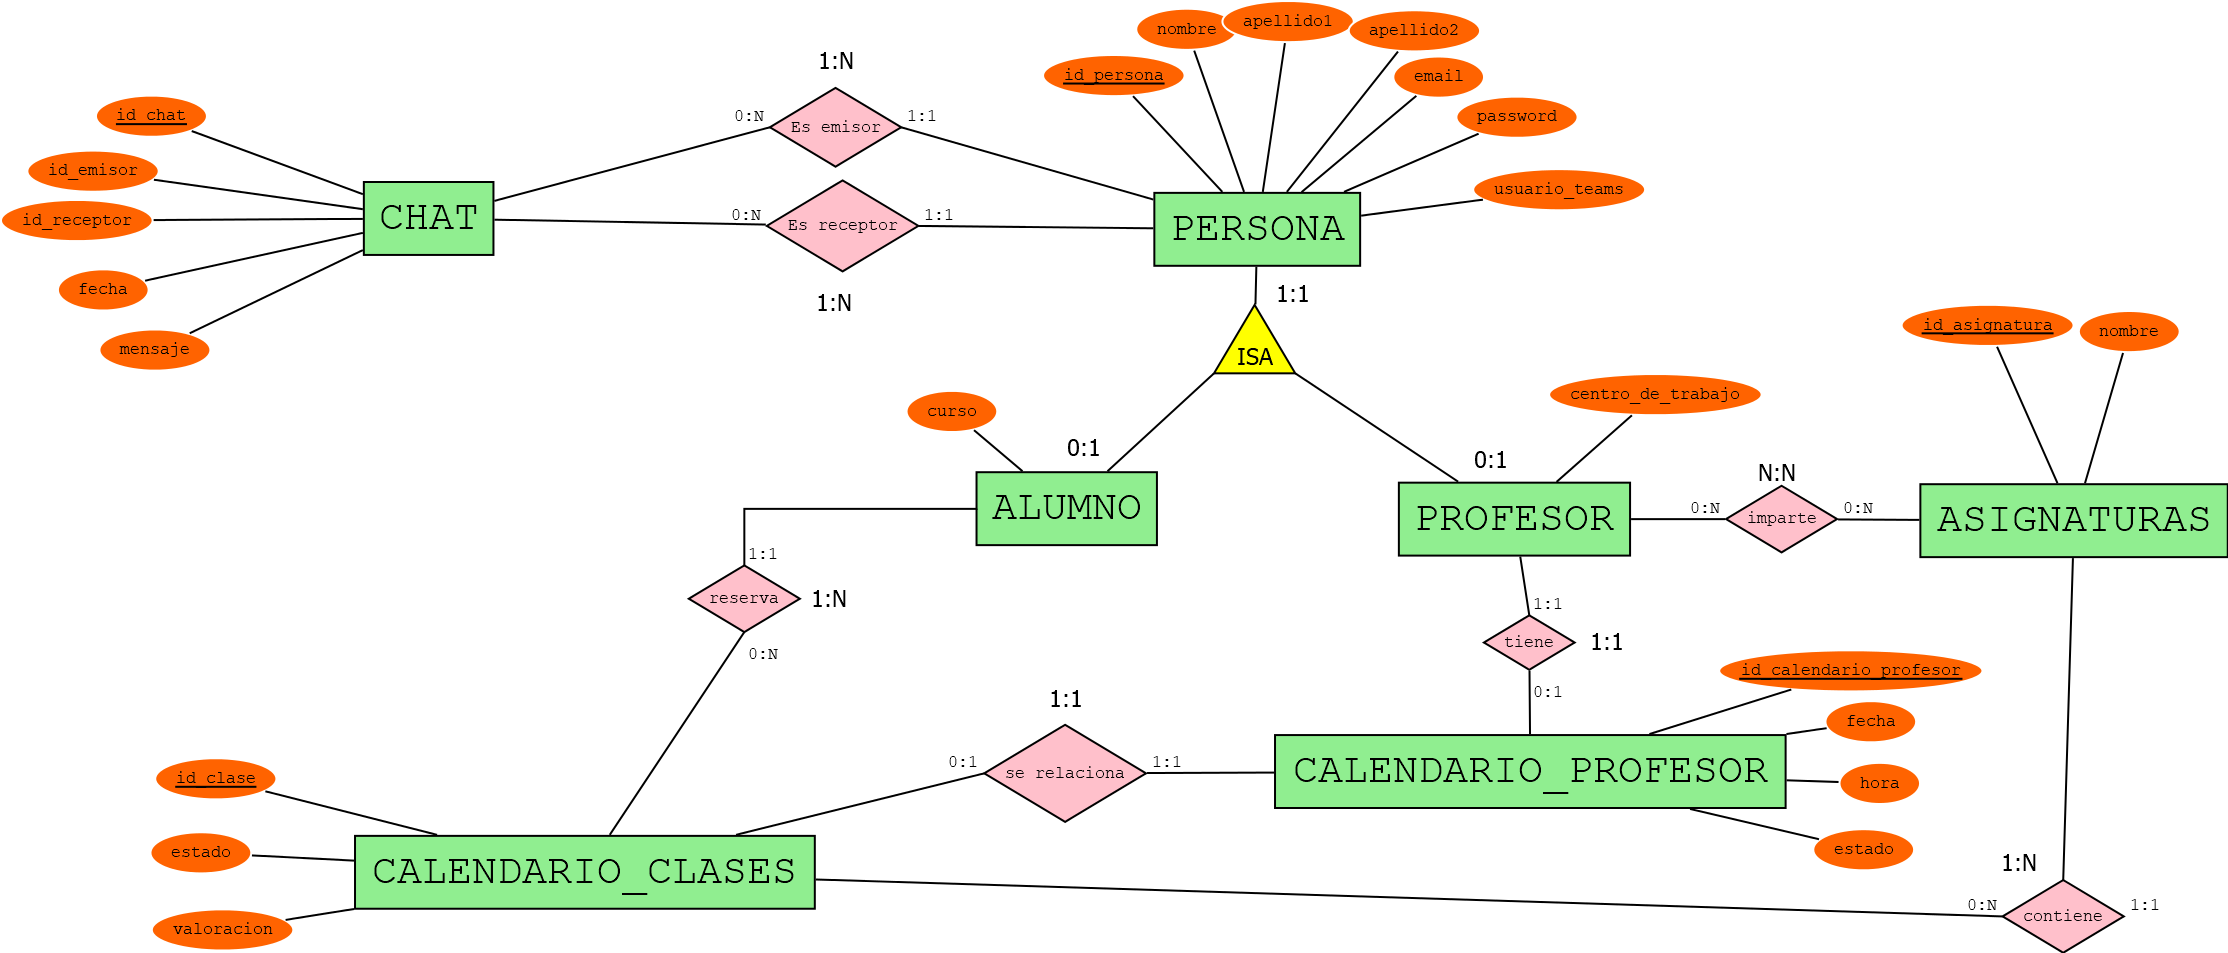 nombre
apellido1
apellido2
1:N
id_persona
email
id_chat
0:N
Es emisor
1:1
password
id_emisor
usuario_teams
id_receptor
CHAT
0:N
Es receptor
1:1
PERSONA
fecha
1:N
1:1
mensaje
ISA
id_asignatura
nombre
curso
centro_de_trabajo
0:1
0:1
N:N
ALUMNO
PROFESOR
0:N
imparte
0:N
ASIGNATURAS
1:1
reserva
1:N
1:1
tiene
1:1
0:N
0:1
id_calendario_profesor
1:1
fecha
id_clase
0:1
se relaciona
1:1
CALENDARIO_PROFESOR
hora
estado
estado
CALENDARIO_CLASES
1:N
valoracion
0:N
contiene
1:1